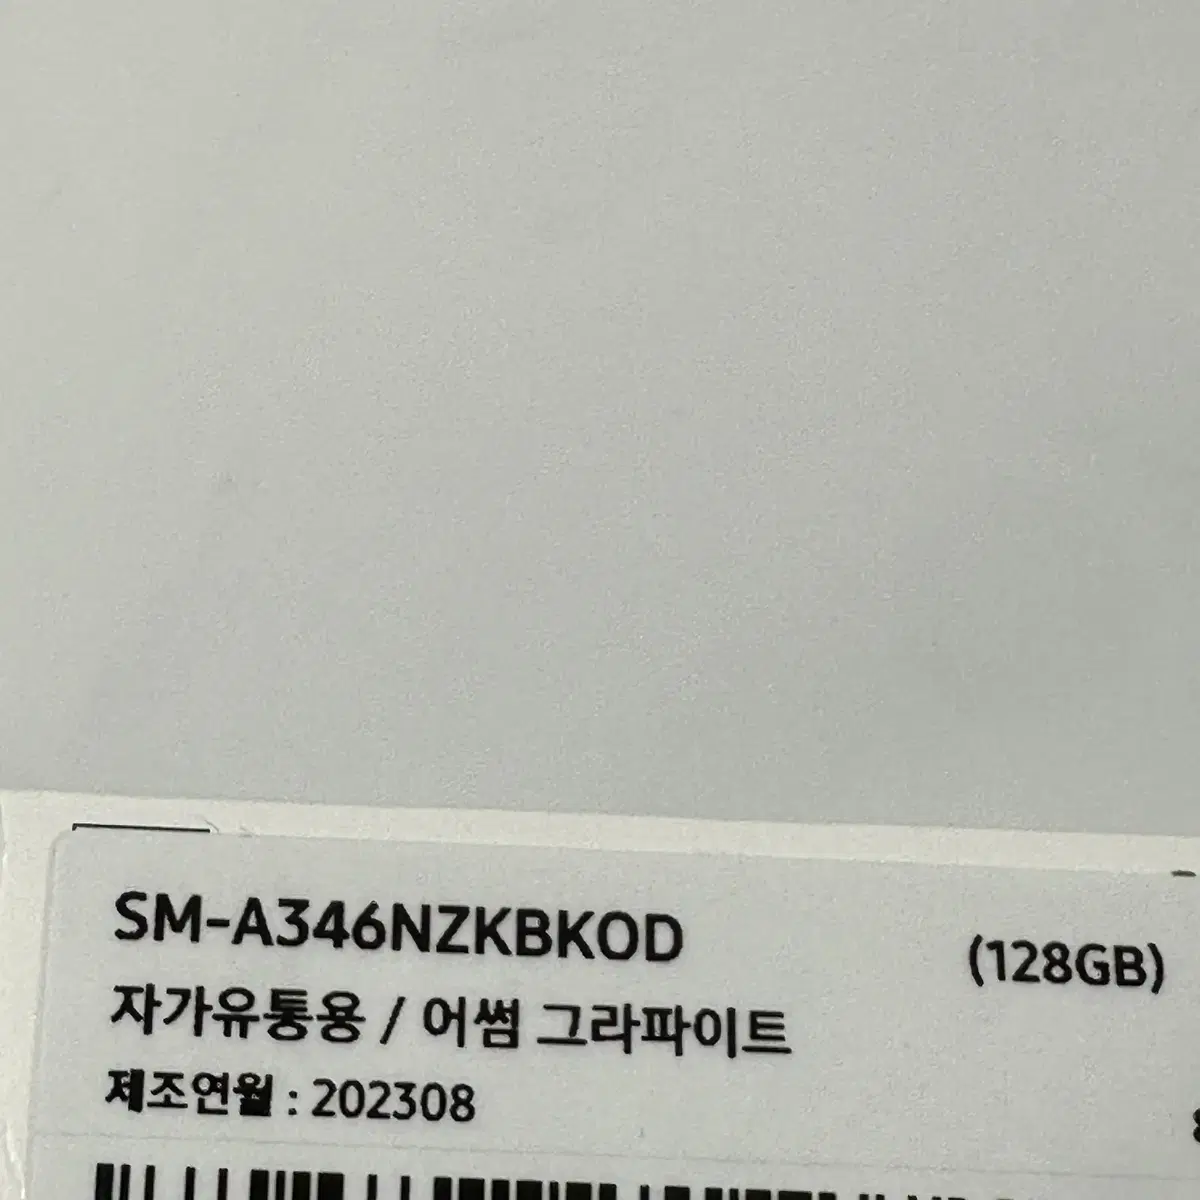 SM-A346NZKBKOD (128GB)
자가유통용 / 어썸 그라파이트
제조연월 : 202308